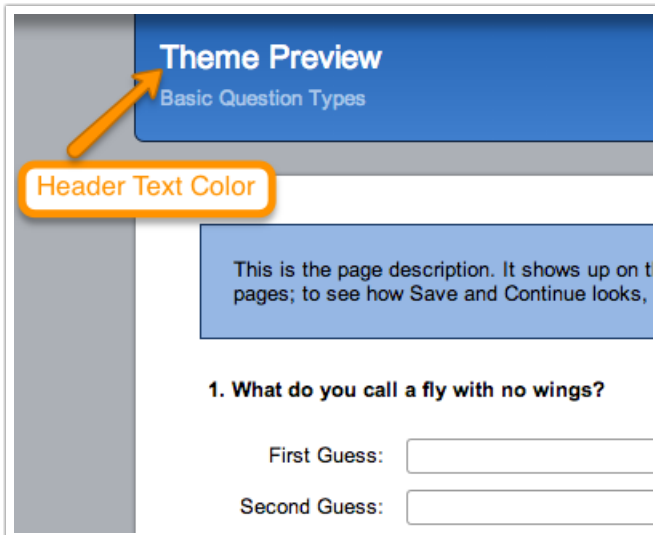 Theme Preview
Basic Question Types
Header Text Color
This is the page description. It shows up on
pages; to see how Save and Continue looks,
1. What do you call a fly with no wings?
First Guess:
Second Guess: